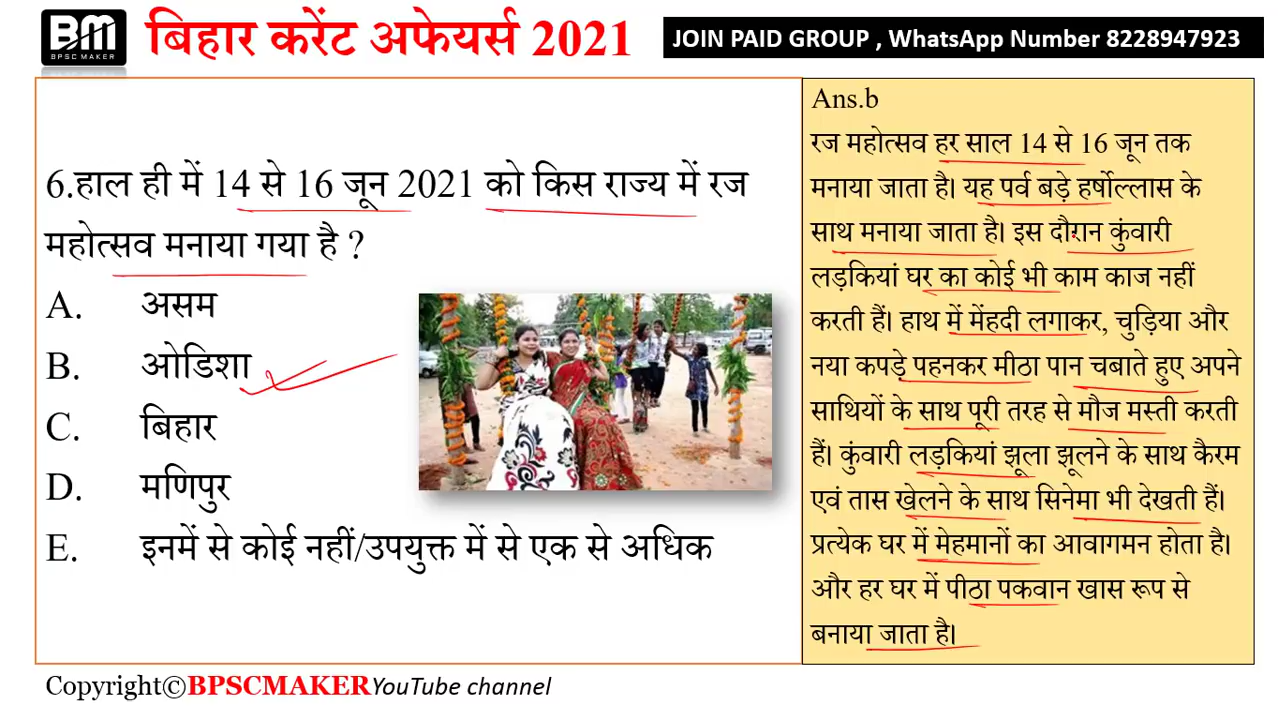 BM
BPSC MAKER
बिहार करेंट अफेयर्स 2021
JOIN PAID GROUP , WhatsApp Number 8228947923
6.हाल ही में 14 से 16 जून 2021 को किस राज्य में रज
महोत्सव मनाया गया है ?
A. असम
B. ओडिशा
C. बिहार
D. मणिपुर
E. इनमें से कोई नहीं/उपयुक्त में से एक से अधिक
Ans.b
रज महोत्सव हर साल 14 से 16 जून तक
मनाया जाता है। यह पर्व बड़े हर्षोल्लास के
साथ मनाया जाता है। इस दौरान कुंवारी
लड़कियां घर का कोई भी काम काज नहीं
करती हैं। हाथ में मेंहदी लगाकर, चुड़िया और
नया कपड़े पहनकर मीठा पान चबाते हुए अपने
साथियों के साथ पूरी तरह से मौज मस्ती करती
हैं। कुंवारी लड़कियां झूला झूलने के साथ कैरम
एवं तास खेलने के साथ सिनेमा भी देखती हैं।
प्रत्येक घर में मेहमानों का आवागमन होता है।
और हर घर में पीठा पकवान खास रूप से
बनाया जाता है।
Copyright©BPSCMAKERYouTube channel